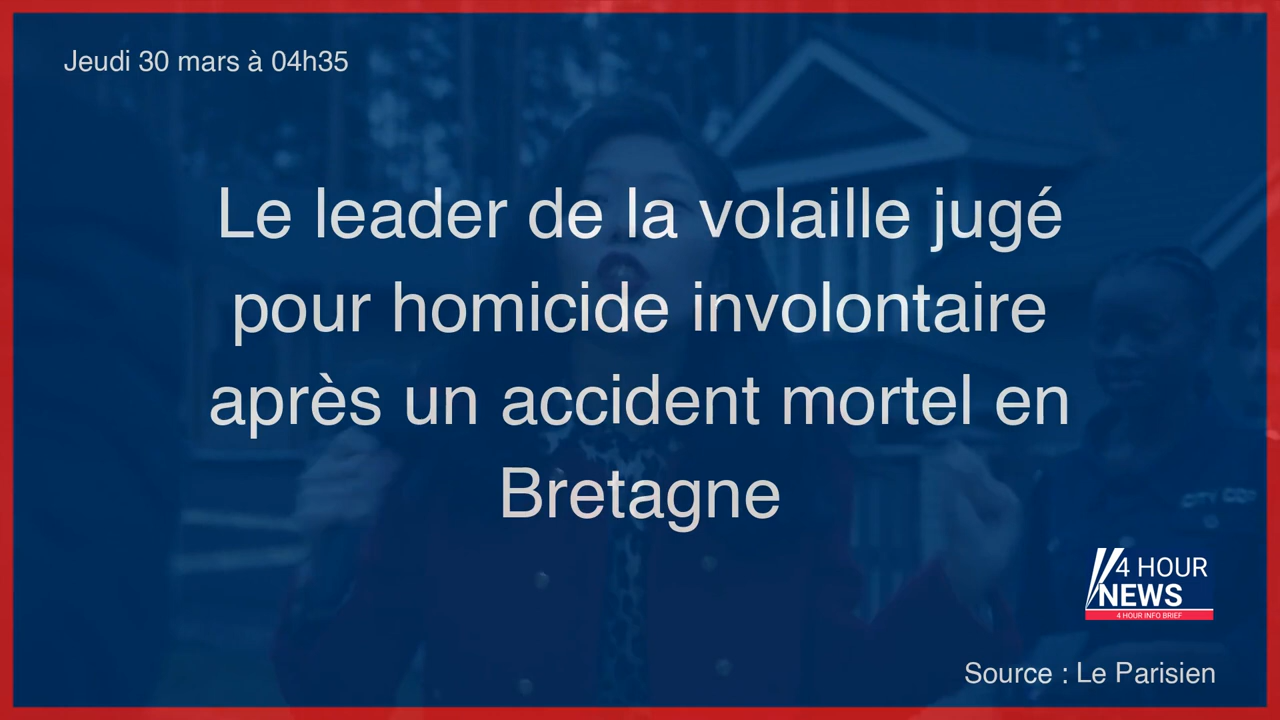 Jeudi 30 mars à 04h35
Le leader de la volaille jugé
pour homicide involontaire
après un accident mortel en
Bretagne
4 HOUR
NEWS
4 HOUR INFO BRIEF
Source : Le Parisien